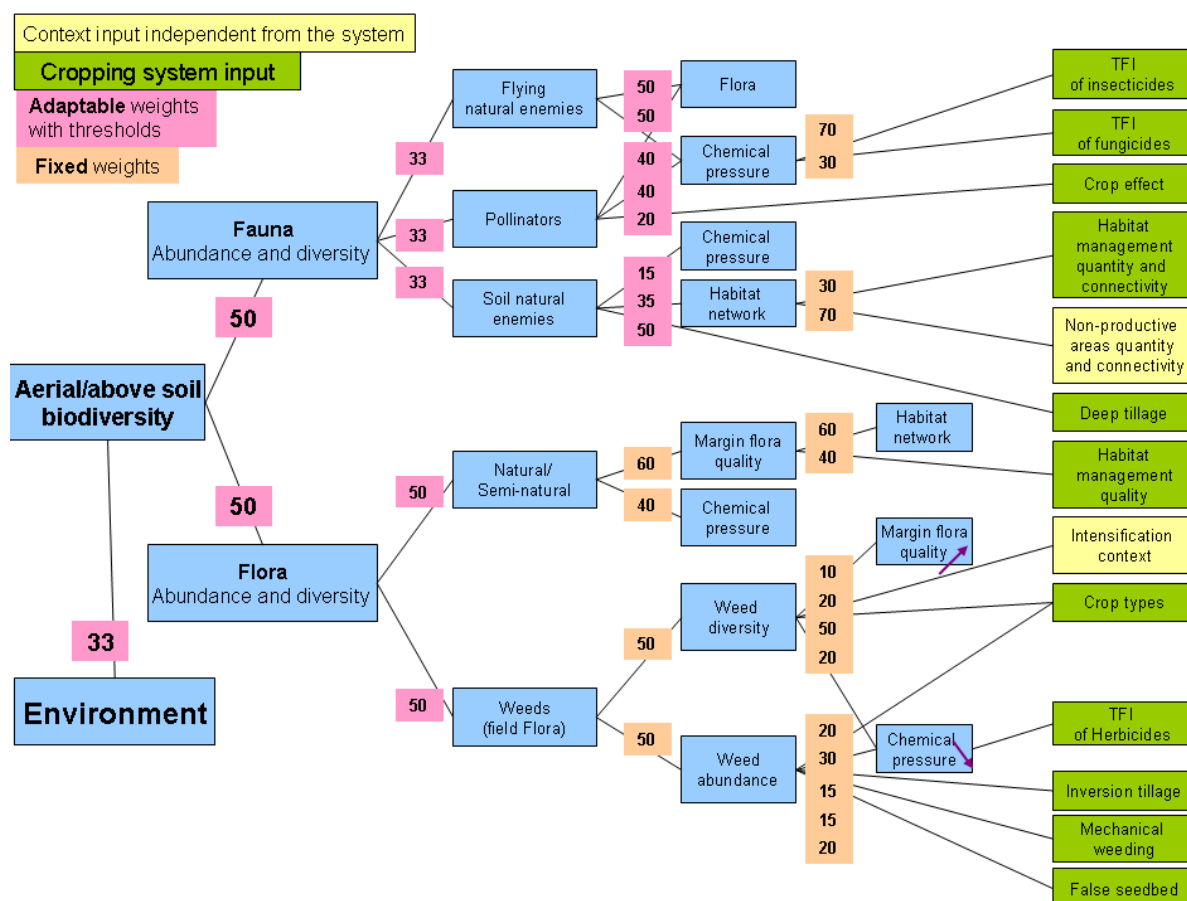 Context input independent from the system
Cropping system input
Adaptable weights
with thresholds
Fixed weights
Flying
natural enemies
50
50
Flora
TFI
of insecticides
33
40
40
20
Chemical
pressure
70
30
TFI
of fungicides
Crop effect
Fauna
Abundance and diversity
33
Pollinators
Chemical
pressure
Habitat
management
quantity and
connectivity
33
Soil natural
enemies
15
35
50
Habitat
network
30
70
Non-productive
areas quantity
and connectivity
50
Aerial/above soil
biodiversity
Deep tillage
Natural/
Semi-natural
60
40
Margin flora
quality
60
40
Habitat
network
Habitat
management
quality
50
50
Chemical
pressure
Margin flora
quality
Intensification
context
Flora
Abundance and diversity
Weed
diversity
10
20
50
20
Crop types
33
50
50
Environment
50
Weeds
(field Flora)
Weed
abundance
20
30
15
15
20
Chemical
pressure
TFI
of Herbicides
Inversion tillage
Mechanical
weeding
False seedbed